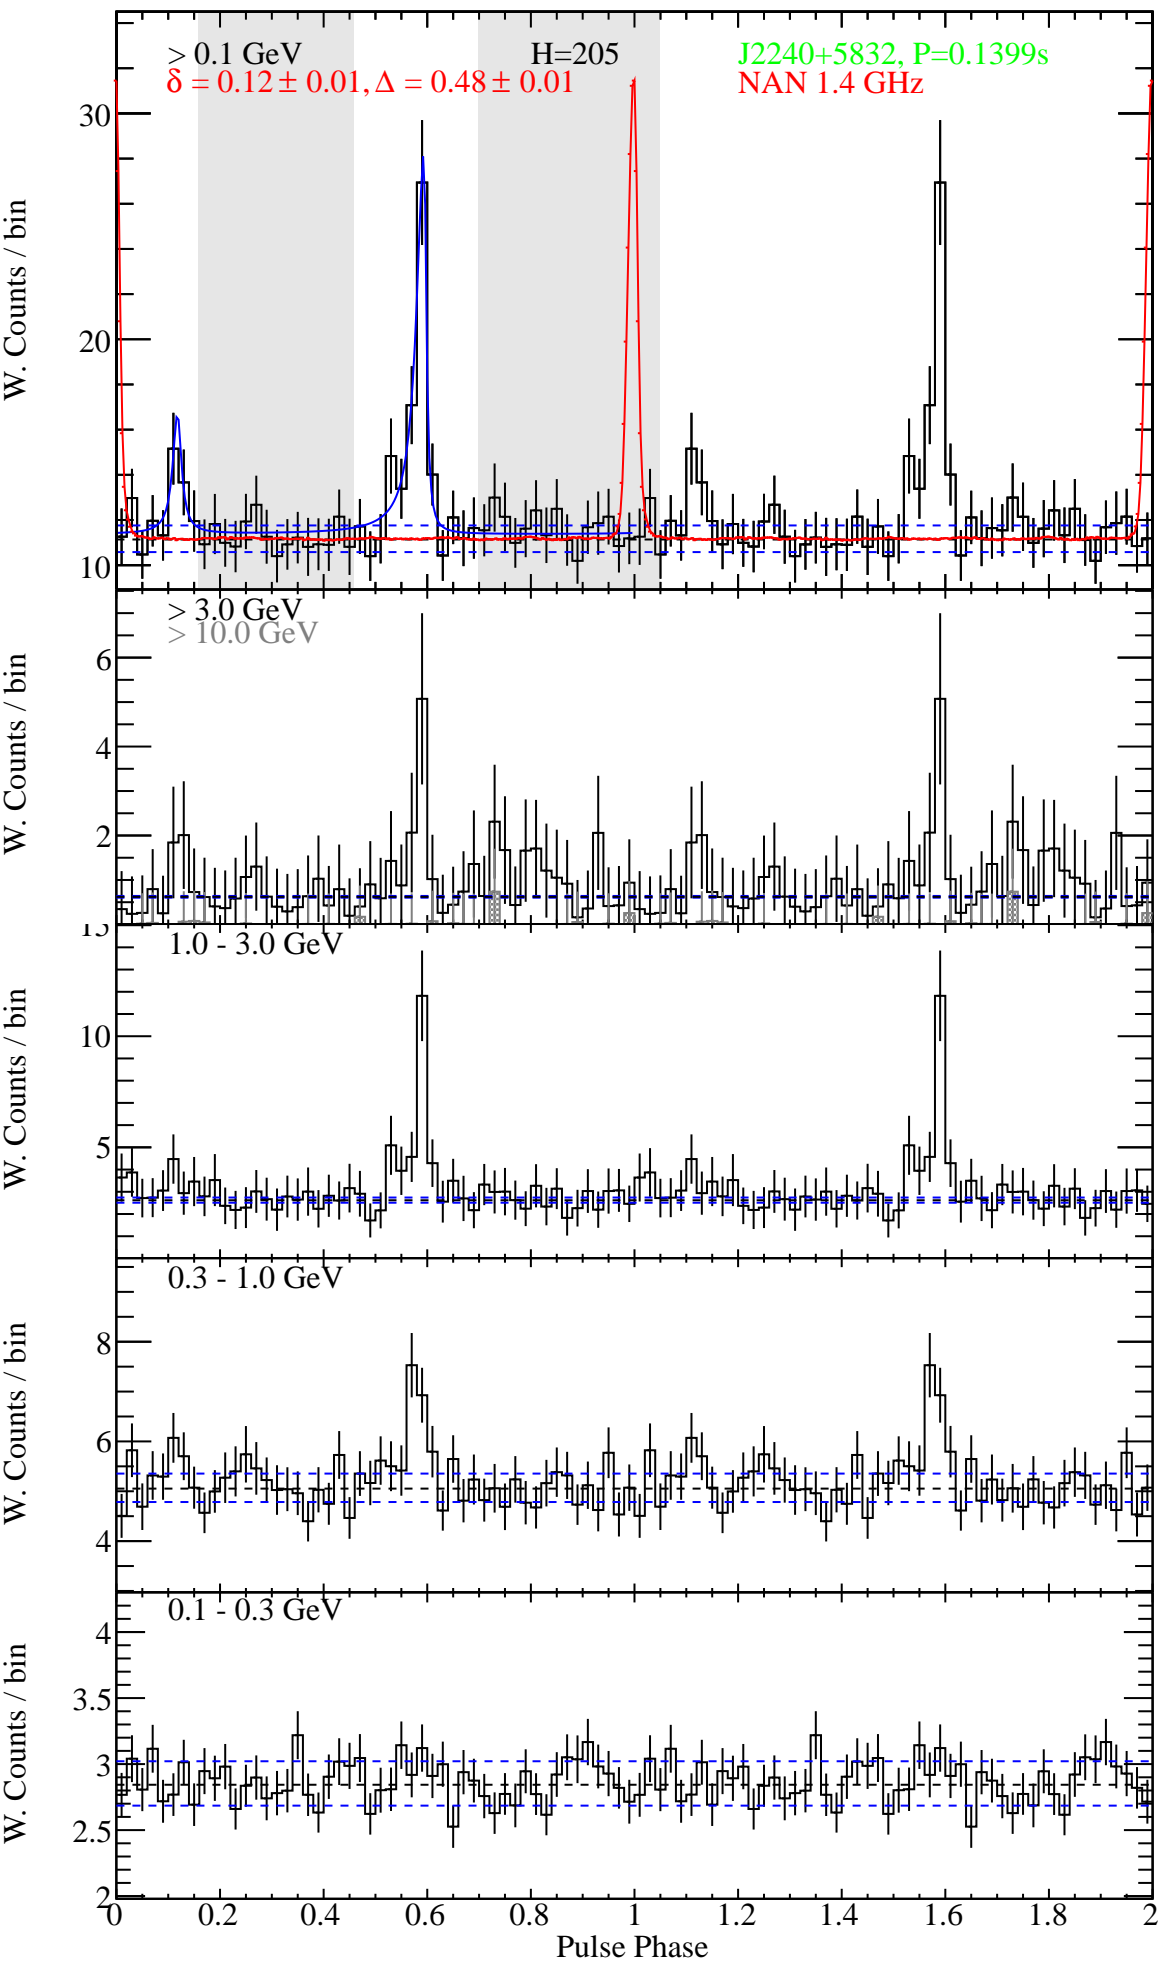 > 0.1 GeV H=205 J2240+5832, P=0.1399s
δ = 0.12 ± 0.01, Δ = 0.48 ± 0.01 NAN 1.4 GHz
30
20
10
W. Counts / bin
> 3.0 GeV
> 10.0 GeV
6
4
2
W. Counts / bin
15
1.0 - 3.0 GeV
10
5
W. Counts / bin
0.3 - 1.0 GeV
8
6
4
W. Counts / bin
0.1 - 0.3 GeV
4
3.5
3
2.5
2
W. Counts / bin
0 0.2 0.4 0.6 0.8 1 1.2 1.4 1.6 1.8 2
Pulse Phase